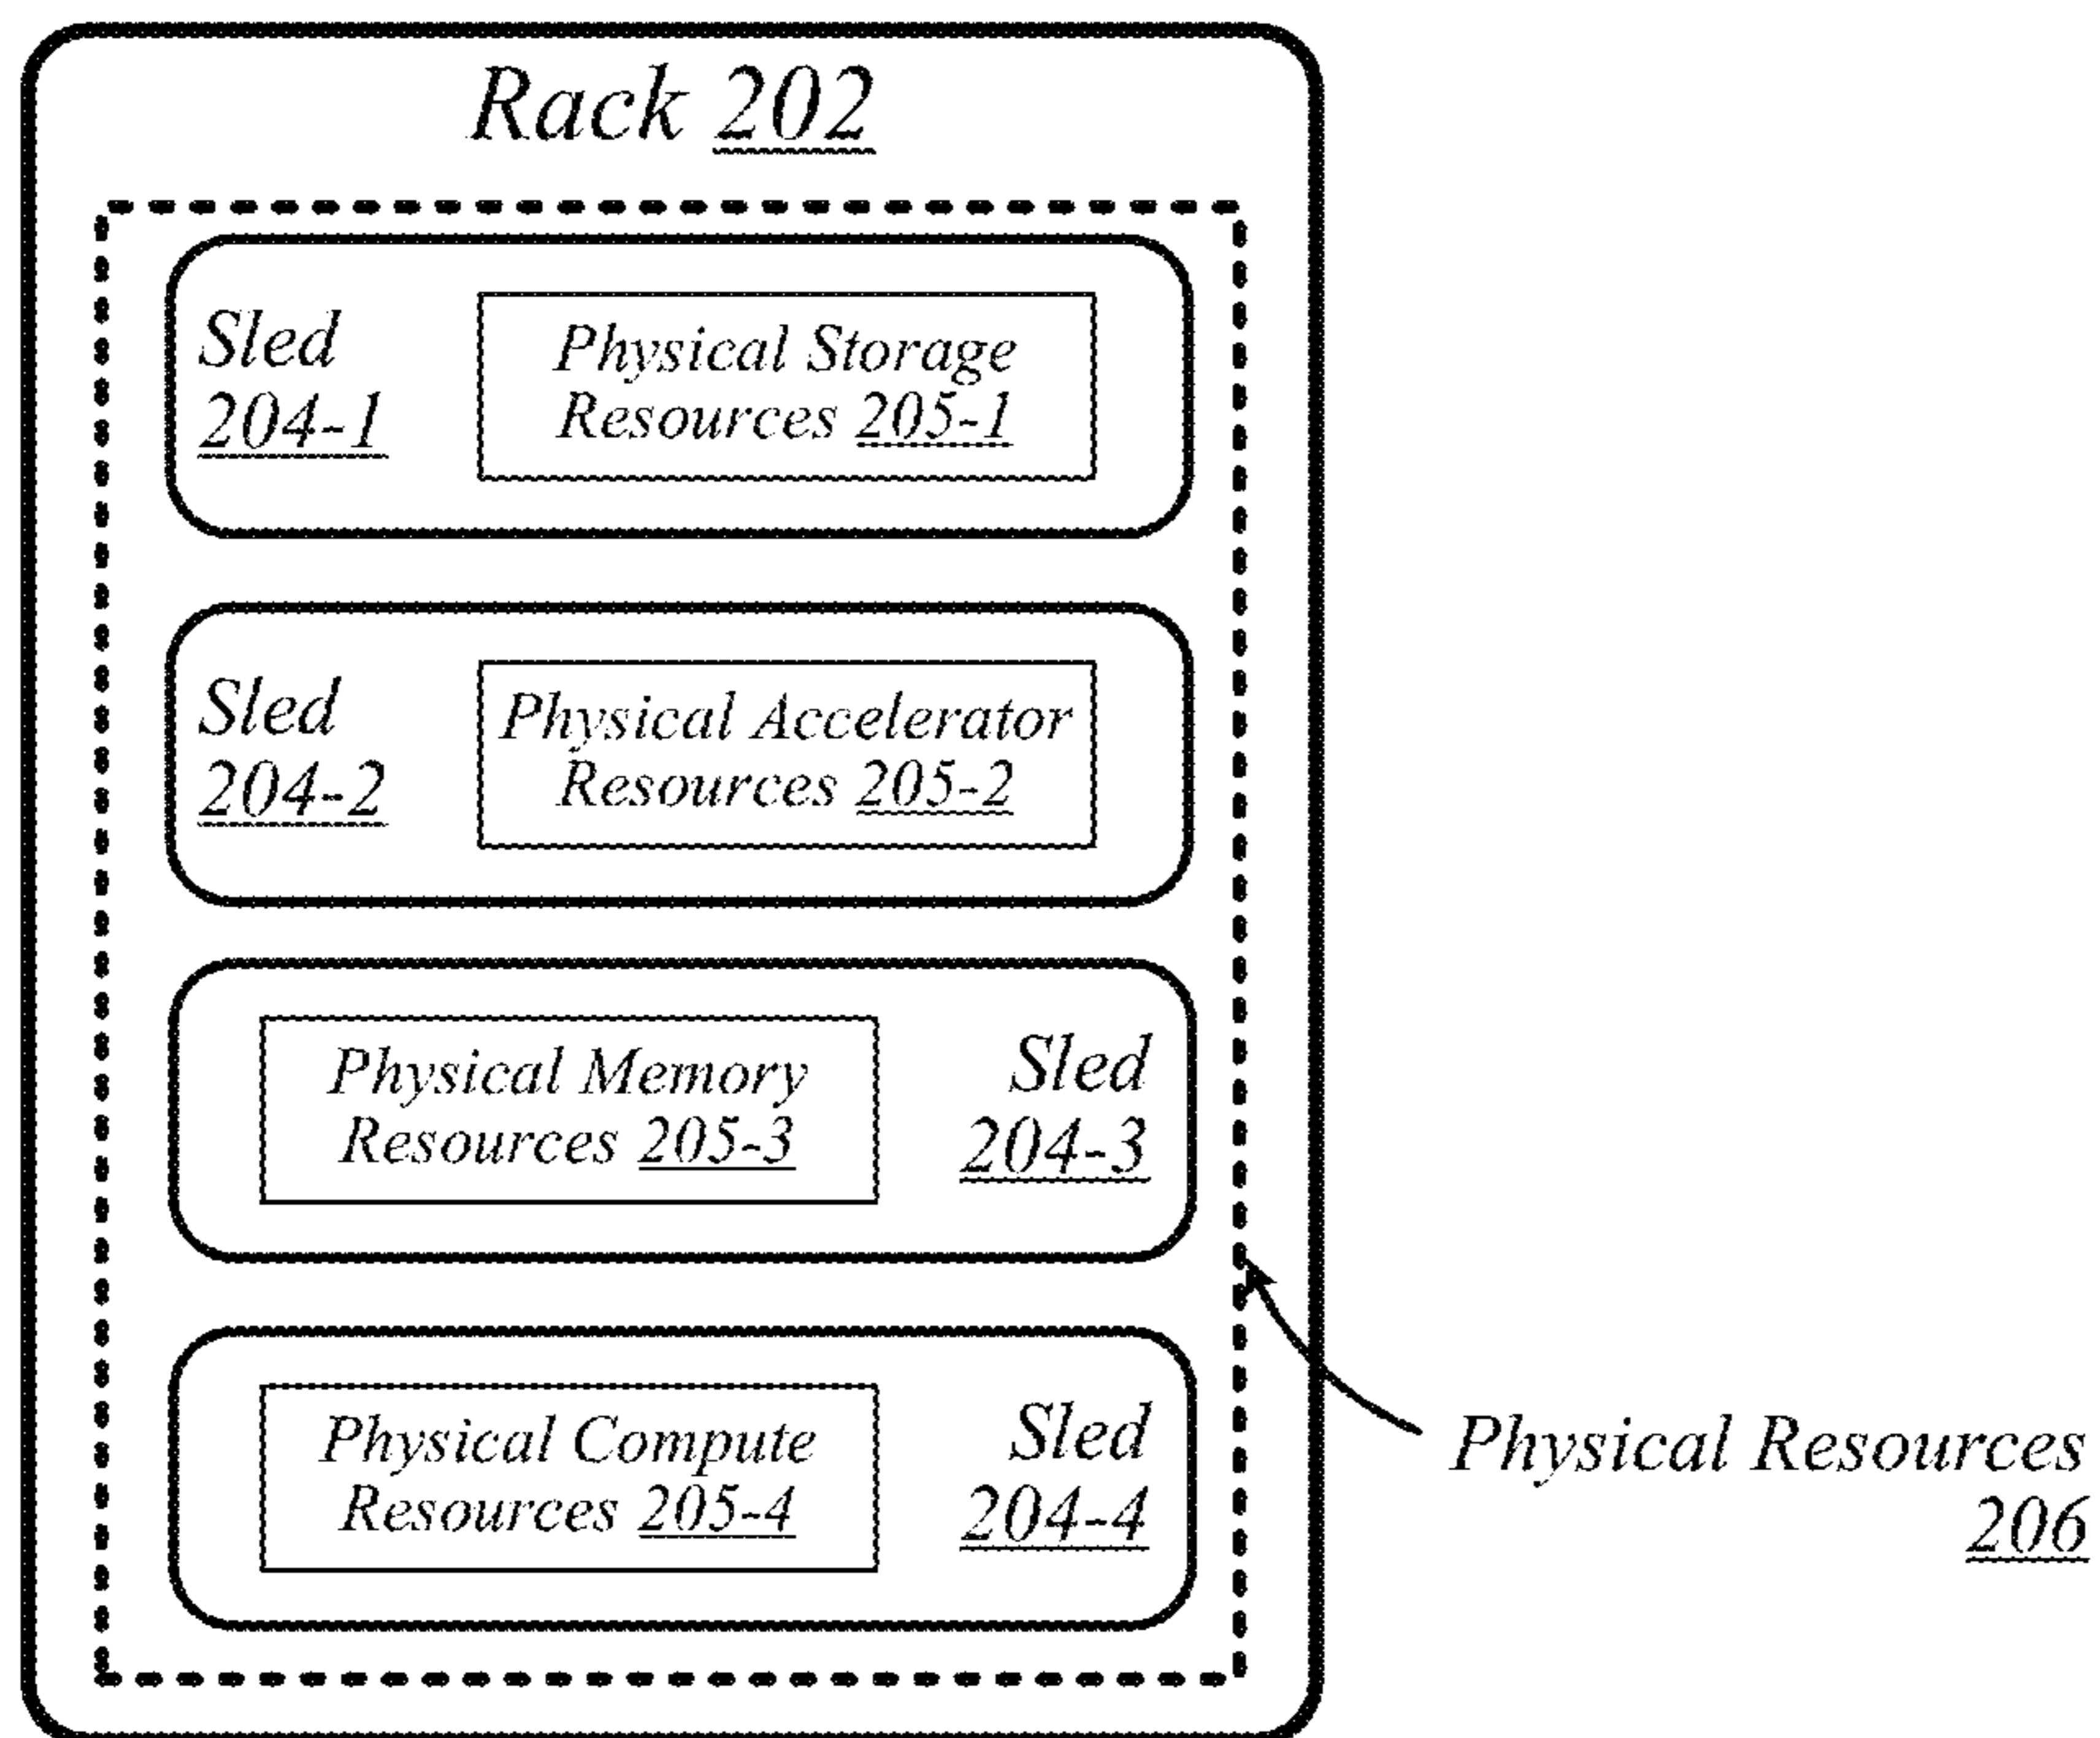 Rack 202
Sled
204-1
Physical Storage
Resources 205-1
Sled
204-2
Physical Accelerator
Resources 205-2
Physical Memory
Resources 205-3
Sled
204-3
Physical Compute
Resources 205-4
Sled
204-4
Physical Resources
206